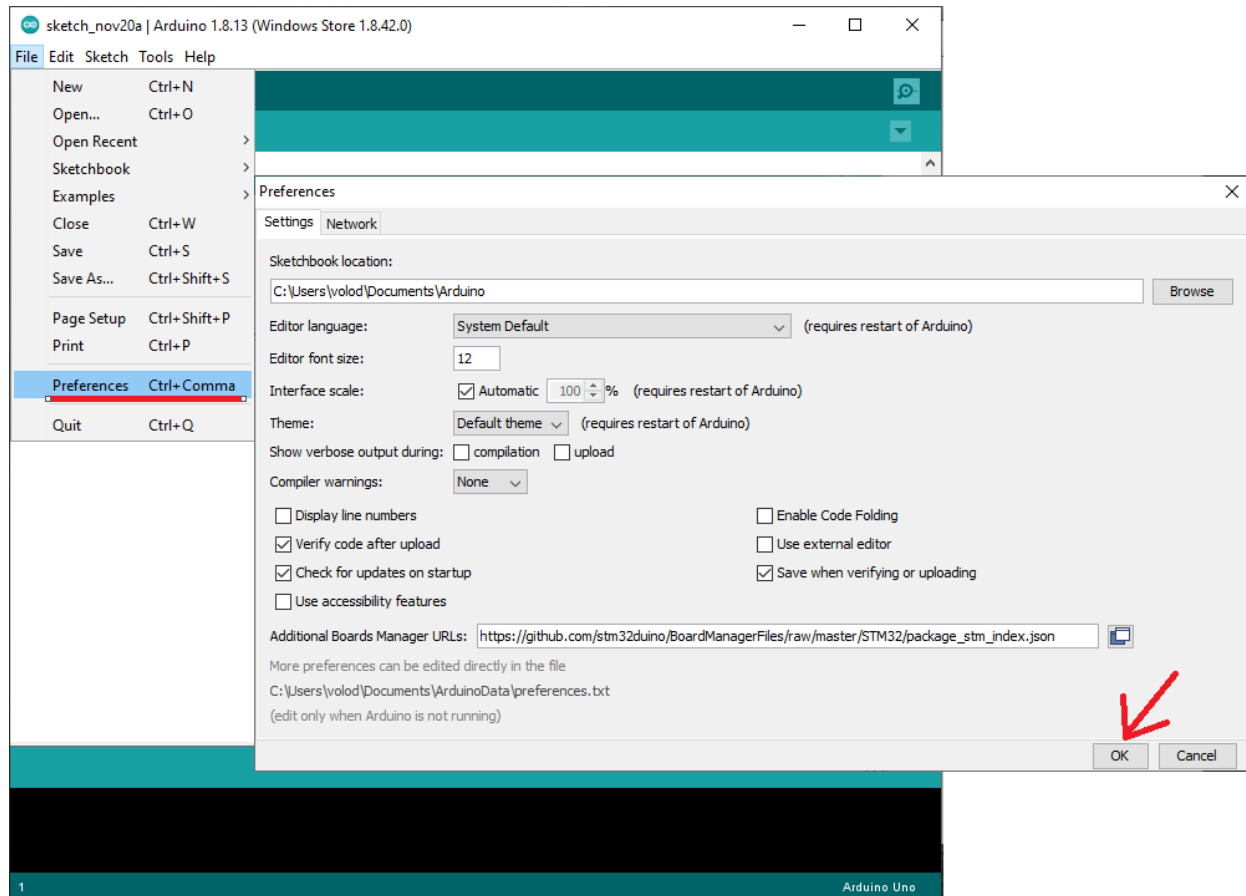 sketch_nov20a | Arduino 1.8.13 (Windows Store 1.8.42.0)
File Edit Sketch Tools Help
New Ctrl+N
Open... Ctrl+O
Open Recent
Sketchbook
Examples
Close Ctrl+W
Save Ctrl+S
Save As... Ctrl+Shift+S
Page Setup Ctrl+Shift+P
Print Ctrl+P
Preferences Ctrl+Comma
Quit Ctrl+Q
Preferences
Settings Network
Sketchbook location:
C:\Users\volod\Documents\Arduino Browse
Editor language: System Default (requires restart of Arduino)
Editor font size: 12
Interface scale: Automatic 100 % (requires restart of Arduino)
Theme: Default theme (requires restart of Arduino)
Show verbose output during: compilation upload
Compiler warnings: None
Display line numbers Enable Code Folding
Verify code after upload Use external editor
Check for updates on startup Save when verifying or uploading
Use accessibility features
Additional Boards Manager URLs: https://github.com/stm32duino/BoardManagerFiles/raw/master/STM32/package_stm_index.json
More preferences can be edited directly in the file
C:\Users\volod\Documents\ArduinoData\preferences.txt
(edit only when Arduino is not running)
OK Cancel
1 Arduino Uno